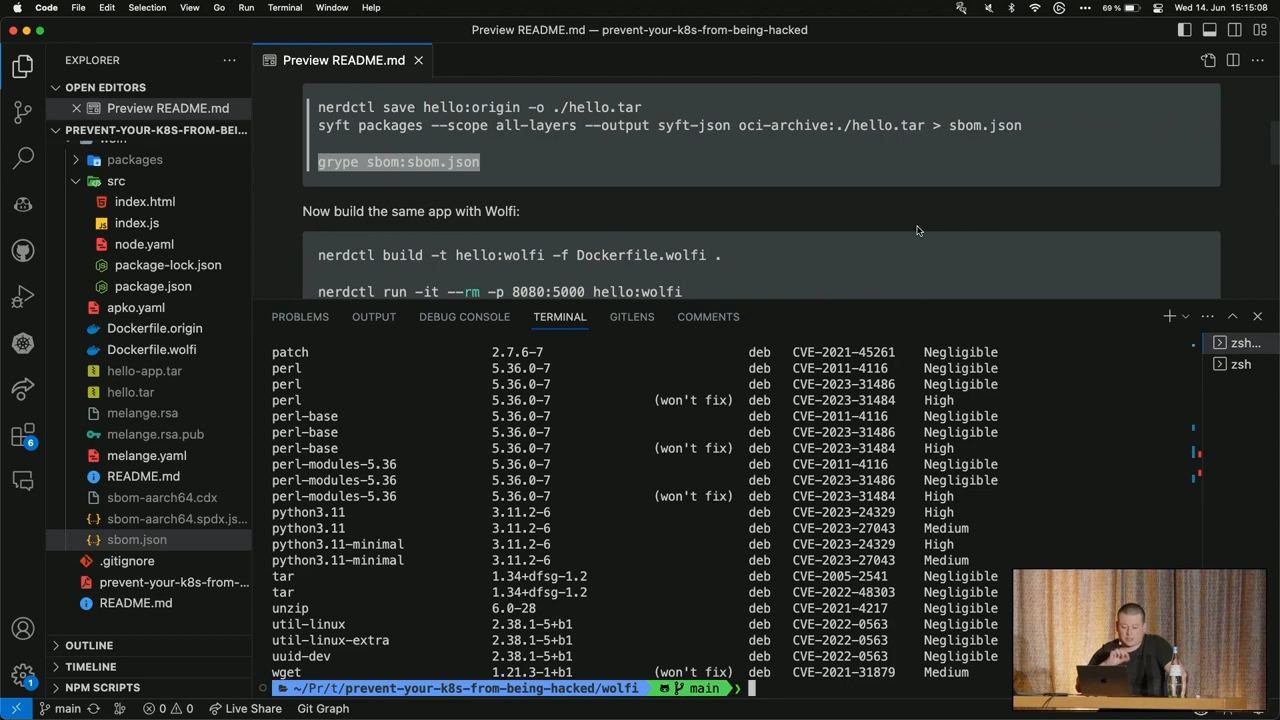 Code File Edit Selection View Go Run Terminal Window Help 69 % Wed 14. Jun 15:15:08
Preview README.md — prevent-your-k8s-from-being-hacked
EXPLORER
Preview README.md
OPEN EDITORS
Preview README.md
PREVENT-YOUR-K8S-FROM-BEI...
packages
src
index.html
index.js
node.yaml
package-lock.json
package.json
apko.yaml
Dockerfile.origin
Dockerfile.wolfi
hello-app.tar
hello.tar
melange.rsa
melange.rsa.pub
melange.yaml
README.md
sbom-aarch64.cdx
sbom-aarch64.spdx.js...
sbom.json
.gitignore
prevent-your-k8s-from-...
README.md
OUTLINE
TIMELINE
NPM SCRIPTS
6
1
nerdctl save hello:origin -o ./hello.tar
syft packages --scope all-layers --output syft-json oci-archive:./hello.tar > sbom.json
grype sbom:sbom.json
Now build the same app with Wolfi:
nerdctl build -t hello:wolfi -f Dockerfile.wolfi .
nerdctl run -it --rm -p 8080:5000 hello:wolfi
PROBLEMS OUTPUT DEBUG CONSOLE TERMINAL GITLENS COMMENTS
zsh...
zsh
patch 2.7.6-7 deb CVE-2021-45261 Negligible
perl 5.36.0-7 deb CVE-2011-4116 Negligible
perl 5.36.0-7 deb CVE-2023-31486 Negligible
perl 5.36.0-7 (won't fix) deb CVE-2023-31484 High
perl-base 5.36.0-7 deb CVE-2011-4116 Negligible
perl-base 5.36.0-7 deb CVE-2023-31486 Negligible
perl-base 5.36.0-7 (won't fix) deb CVE-2023-31484 High
perl-modules-5.36 5.36.0-7 deb CVE-2011-4116 Negligible
perl-modules-5.36 5.36.0-7 deb CVE-2023-31486 Negligible
perl-modules-5.36 5.36.0-7 (won't fix) deb CVE-2023-31484 High
python3.11 3.11.2-6 deb CVE-2023-24329 High
python3.11 3.11.2-6 deb CVE-2023-27043 Medium
python3.11-minimal 3.11.2-6 deb CVE-2023-24329 High
python3.11-minimal 3.11.2-6 deb CVE-2023-27043 Medium
tar 1.34+dfsg-1.2 deb CVE-2005-2541 Negligible
tar 1.34+dfsg-1.2 deb CVE-2022-48303 Negligible
unzip 6.0-28 deb CVE-2021-4217 Negligible
util-linux 2.38.1-5+b1 deb CVE-2022-0563 Negligible
util-linux-extra 2.38.1-5+b1 deb CVE-2022-0563 Negligible
uuid-dev 2.38.1-5+b1 deb CVE-2022-0563 Negligible
wget 1.21.3-1+b1 (won't fix) deb CVE-2021-31879 Medium
~/Pr/t/prevent-your-k8s-from-being-hacked/wolfi main
main 0 0 Live Share Git Graph